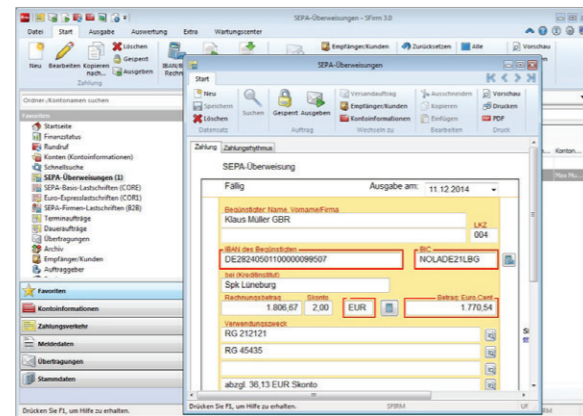 SEPA-Überweisungen - SFirm 3.0
Datei Start Ausgabe Auswertung Extra Wartungscenter
Neu Bearbeiten Kopieren nach...
Löschen
Gesperrt
Ausgeben
Zahlung
Empfänger/Kunden Zurücksetzen Alle Vorschau
Ordner-/Kontonamen suchen
Favoriten
Startseite
Finanzstatus
Rundruf
Konten (Kontoinformationen)
Schnellsuche
SEPA-Überweisungen (1)
SEPA-Basis-Lastschriften (CORE)
Euro-Expresslastschriften (COR1)
SEPA-Firmen-Lastschriften (B2B)
Terminaufträge
Daueraufträge
Übertragungen
Archiv
Empfänger/Kunden
Auftraggeber
Favoriten
Kontoinformationen
Zahlungsverkehr
Meldedaten
Übertragungen
Stammdaten
Drücken Sie F1, um Hilfe zu erhalten.
SEPA-Überweisungen
Start
Neu
Speichern
Löschen
Datensatz
Suchen Gesperrt Ausgeben
Auftrag
Versandauftrag
Empfänger/Kunden
Kontoinformationen
Wechseln zu
Ausschneiden
Kopieren
Einfügen
Bearbeiten
Vorschau
Drucken
PDF
Druck
Zahlung Zahlungsrhythmus
SEPA-Überweisung
Fällig Ausgabe am: 11.12.2014
Begünstigter: Name, Vorname/Firma
Klaus Müller GBR
LKZ
004
IBAN des Begünstigten BIC
DE28240501100000099507 NOLADE21LBG
bei (Kreditinstitut)
Spk Lüneburg
Rechnungsbetrag Skonto Betrag: Euro,Cent
1.806,67 2,00 EUR 1.770,54
Verwendungszweck
RG 212121
RG 45435
abzgl. 36,13 EUR Skonto
Drücken Sie F1, um Hilfe zu erhalten. SFIRM UF
Konton...